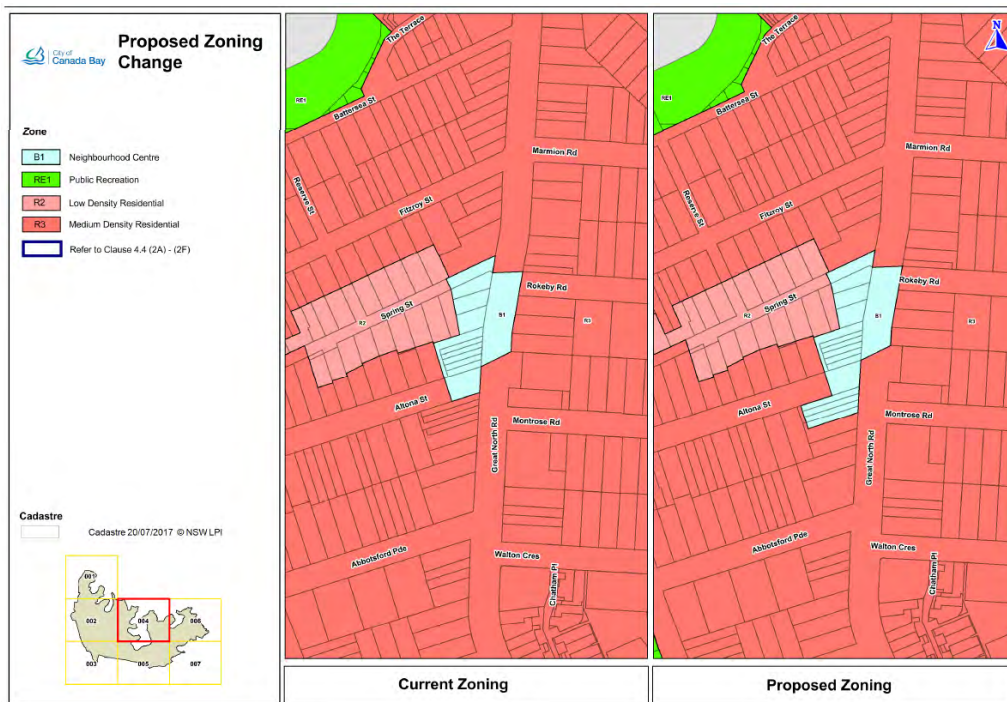 City of
Canada Bay
Proposed Zoning
Change
Zone
B1 Neighbourhood Centre
RE1 Public Recreation
R2 Low Density Residential
R3 Medium Density Residential
Refer to Clause 4.4 (2A) - (2F)
Cadastre
Cadastre 20/07/2017 © NSW LPI
001
002
004
006
003
005
007
The Terrace
RE1
Battersea St
Marmion Rd
Reserve St
Fitzroy St
Rokeby Rd
Spring St
R2
B1
R3
Altona St
Montrose Rd
Great North Rd
Abbotsford Pde
Walton Cres
Chatham Pl
Current Zoning
N
The Terrace
RE1
Battersea St
Marmion Rd
Reserve St
Fitzroy St
Rokeby Rd
Spring St
R2
B1
R3
Altona St
Montrose Rd
Great North Rd
Abbotsford Pde
Walton Cres
Chatham Pl
Proposed Zoning